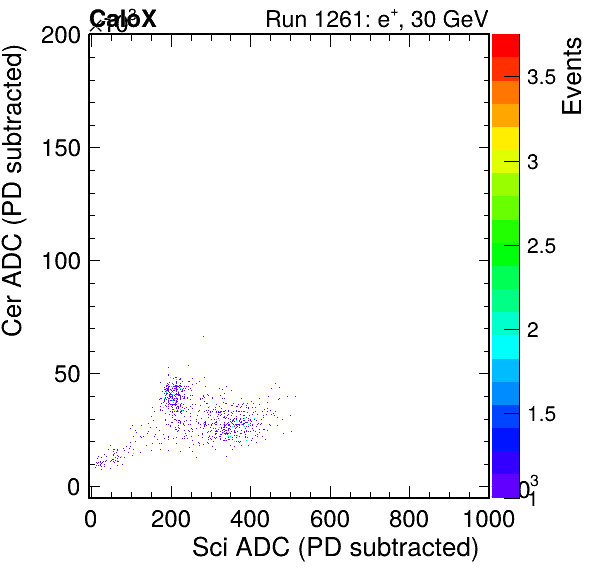 CaloX Run 1261: e+, 30 GeV
×10³
200
150
100
50
0
0 200 400 600 800 1000
Sci ADC (PD subtracted)
Cer ADC (PD subtracted)
Events
3.5
3
2.5
2
1.5
1